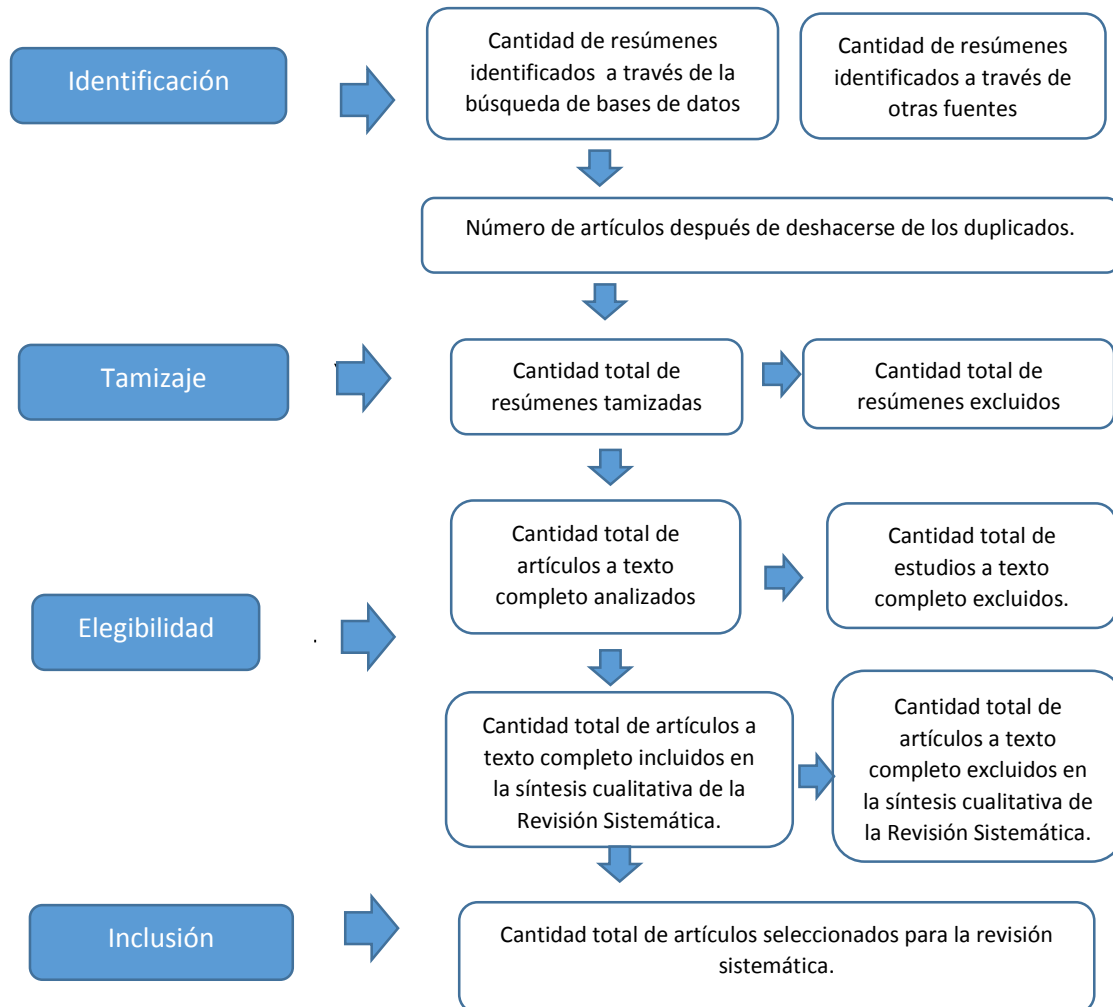 Identificación
Cantidad de resúmenes
identificados a través de la
búsqueda de bases de datos
Cantidad de resúmenes
identificados a través de
otras fuentes
Número de artículos después de deshacerse de los duplicados.
Tamizaje
Cantidad total de
resúmenes tamizadas
Cantidad total de
resúmenes excluidos
Elegibilidad
.
Cantidad total de
artículos a texto
completo analizados
Cantidad total de
estudios a texto
completo excluidos.
Cantidad total de artículos a
texto completo incluidos en
la síntesis cualitativa de la
Revisión Sistemática.
Cantidad total de
artículos a texto
completo excluidos en
la síntesis cualitativa de
la Revisión Sistemática.
Inclusión
Cantidad total de artículos seleccionados para la revisión
sistemática.